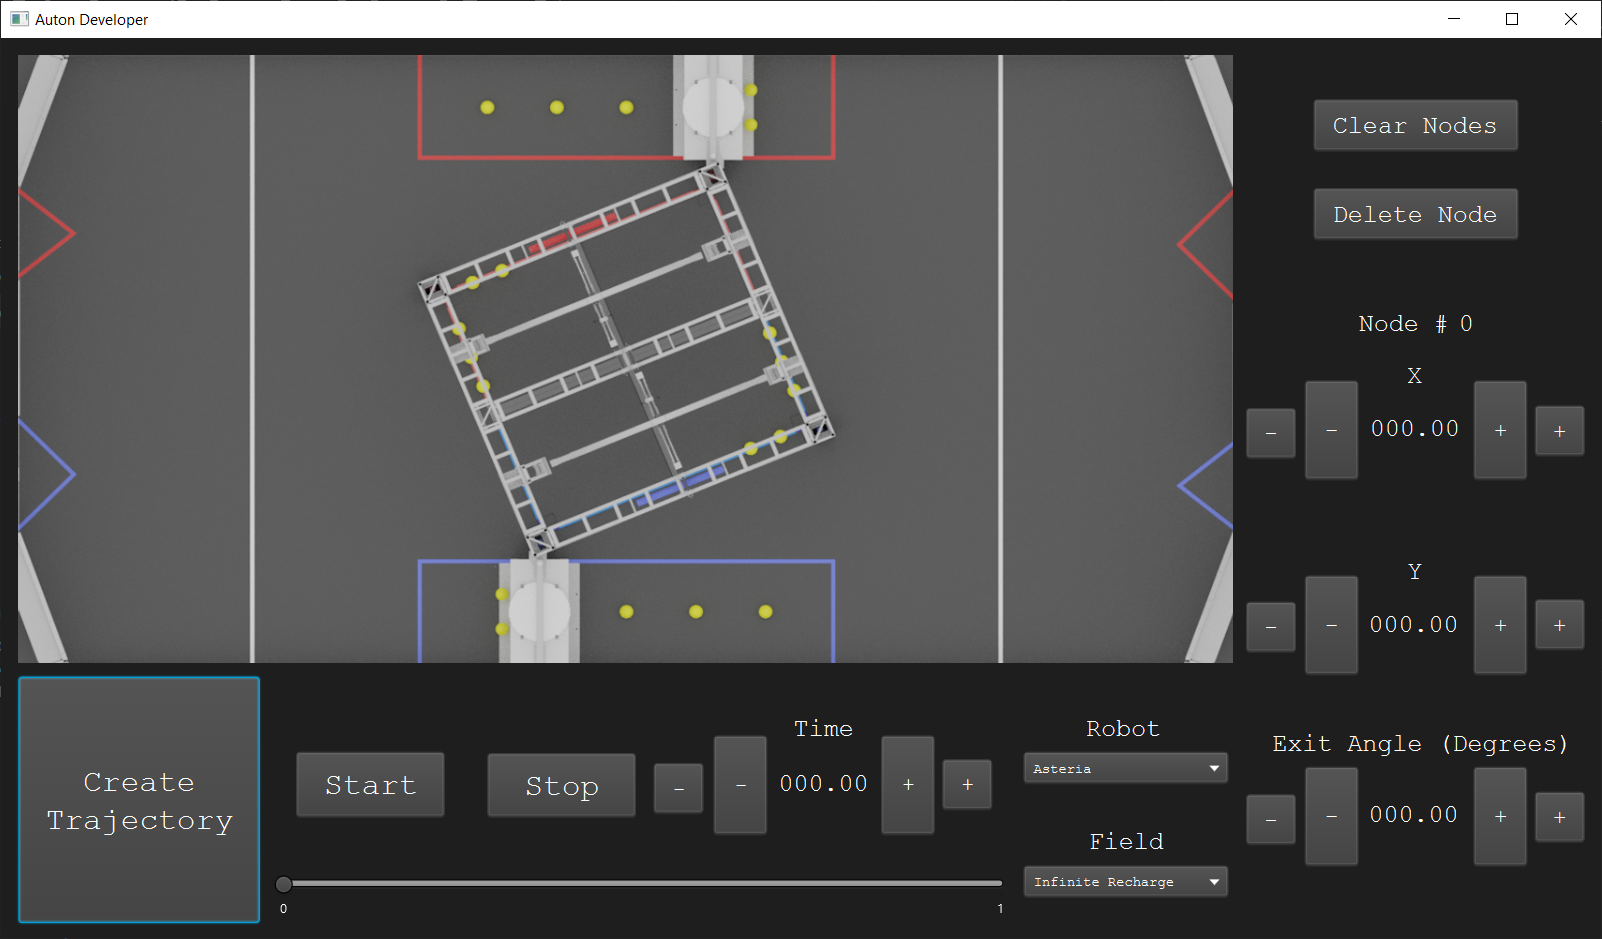 Auton Developer
Clear Nodes
Delete Node
Node # 0
X
- - 000.00 + +
Y
- - 000.00 + +
Exit Angle (Degrees)
- - 000.00 + +
Create
Trajectory
Start
Stop
Time
- - 000.00 + +
0
1
Robot
Asteria
Field
Infinite Recharge